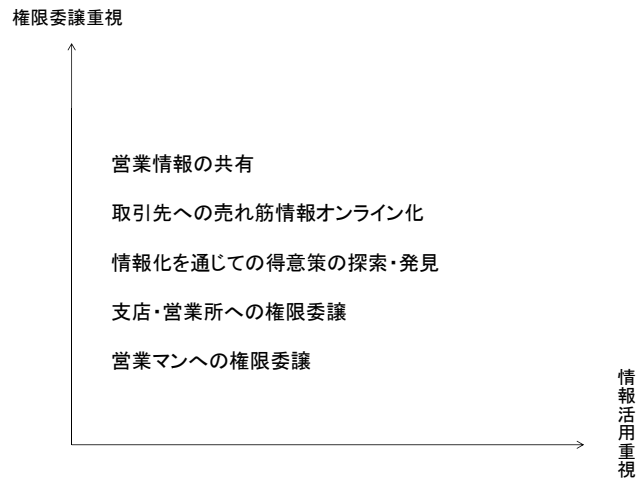 権限委譲重視
営業情報の共有
取引先への売れ筋情報オンライン化
情報化を通じての得意策の探索・発見
支店・営業所への権限委譲
営業マンへの権限委譲
情報活用重視